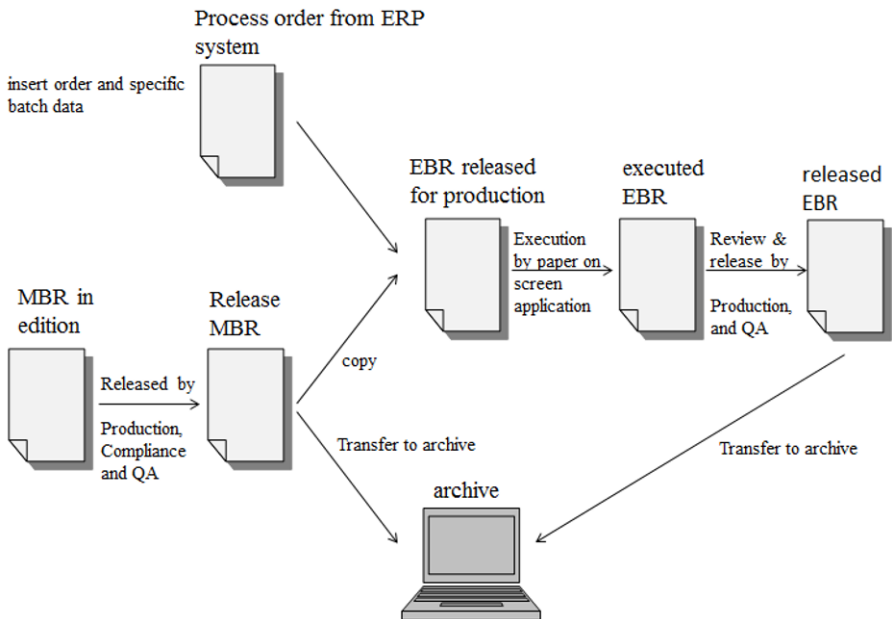 Process order from ERP
system
insert order and specific
batch data
EBR released
for production
executed
EBR
released
EBR
Execution
by paper on
screen
application
Review &
release by
Production,
and QA
MBR in
edition
Release
MBR
Released by
Production,
Compliance
and QA
copy
Transfer to archive
Transfer to archive
archive